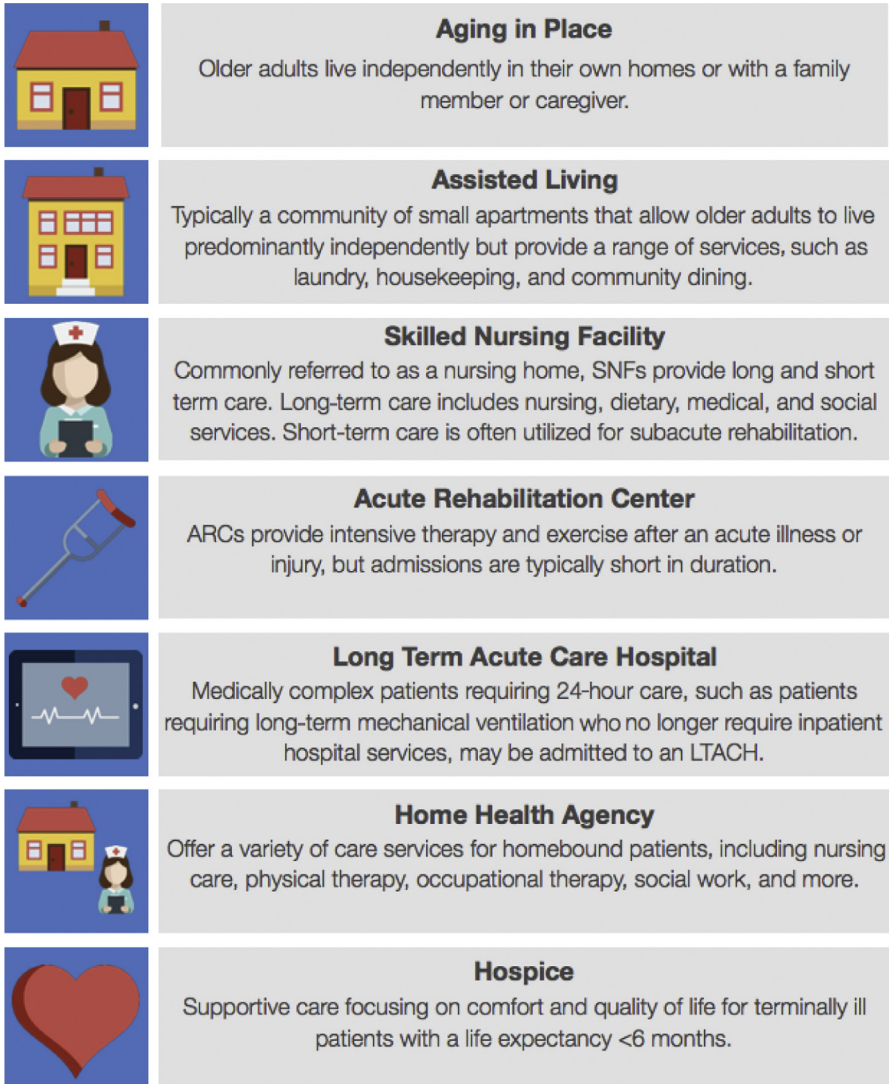 Aging in Place
Older adults live independently in their own homes or with a family
member or caregiver.
Assisted Living
Typically a community of small apartments that allow older adults to live
predominantly independently but provide a range of services, such as
laundry, housekeeping, and community dining.
Skilled Nursing Facility
Commonly referred to as a nursing home, SNFs provide long and short
term care. Long-term care includes nursing, dietary, medical, and social
services. Short-term care is often utilized for subacute rehabilitation.
Acute Rehabilitation Center
ARCs provide intensive therapy and exercise after an acute illness or
injury, but admissions are typically short in duration.
Long Term Acute Care Hospital
Medically complex patients requiring 24-hour care, such as patients
requiring long-term mechanical ventilation who no longer require inpatient
hospital services, may be admitted to an LTACH.
Home Health Agency
Offer a variety of care services for homebound patients, including nursing
care, physical therapy, occupational therapy, social work, and more.
Hospice
Supportive care focusing on comfort and quality of life for terminally ill
patients with a life expectancy <6 months.